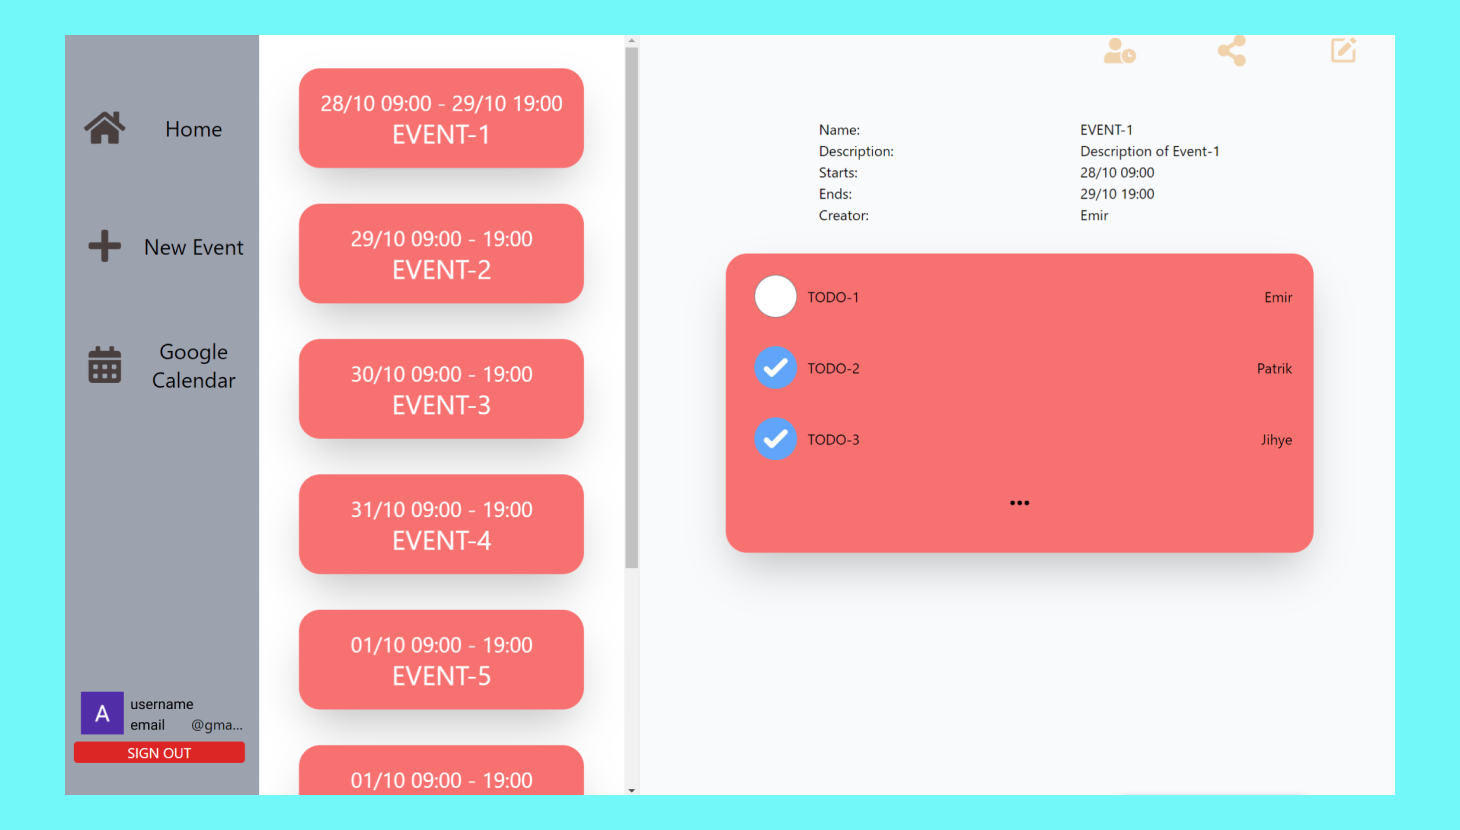 Home
New Event
Google
Calendar
A
username
email @gma...
SIGN OUT
28/10 09:00 - 29/10 19:00
EVENT-1
29/10 09:00 - 19:00
EVENT-2
30/10 09:00 - 19:00
EVENT-3
31/10 09:00 - 19:00
EVENT-4
01/10 09:00 - 19:00
EVENT-5
01/10 09:00 - 19:00
Name: EVENT-1
Description: Description of Event-1
Starts: 28/10 09:00
Ends: 29/10 19:00
Creator: Emir
TODO-1 Emir
TODO-2 Patrik
TODO-3 Jihye
•••